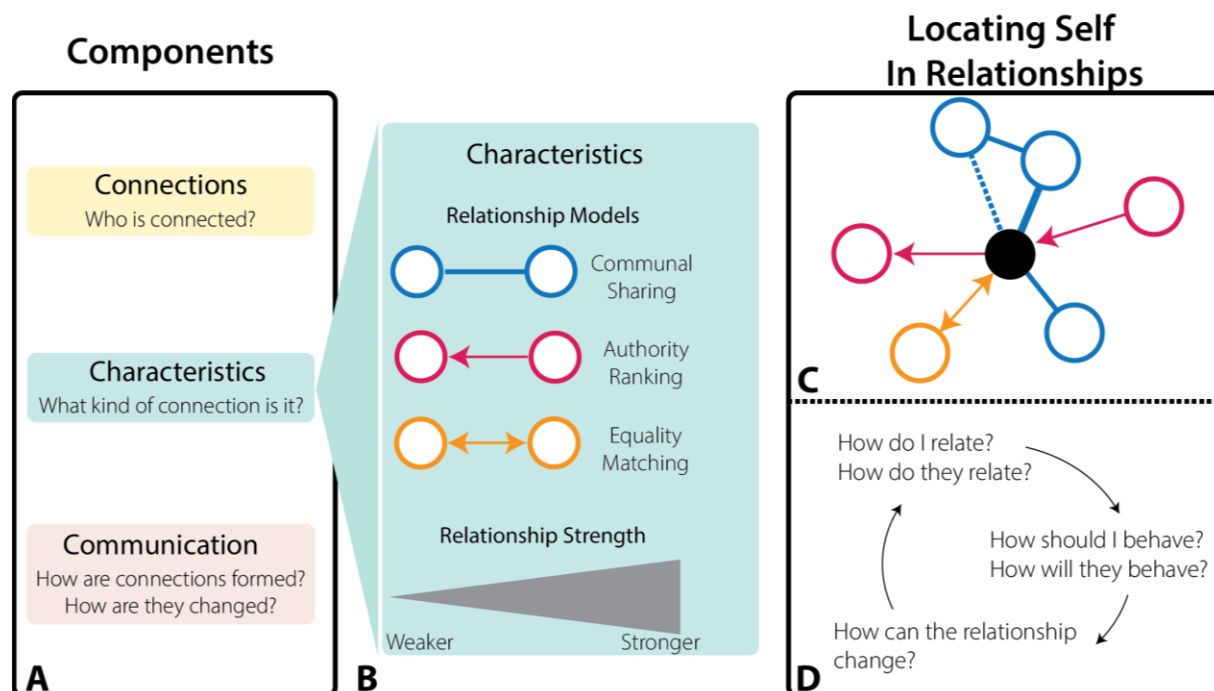 Components
Connections
Who is connected?
Characteristics
What kind of connection is it?
Communication
How are connections formed?
How are they changed?
A
Characteristics
Relationship Models
Communal
Sharing
Authority
Ranking
Equality
Matching
Relationship Strength
Weaker
Stronger
B
Locating Self
In Relationships
C
How do I relate?
How do they relate?
How should I behave?
How will they behave?
How can the relationship
change?
D